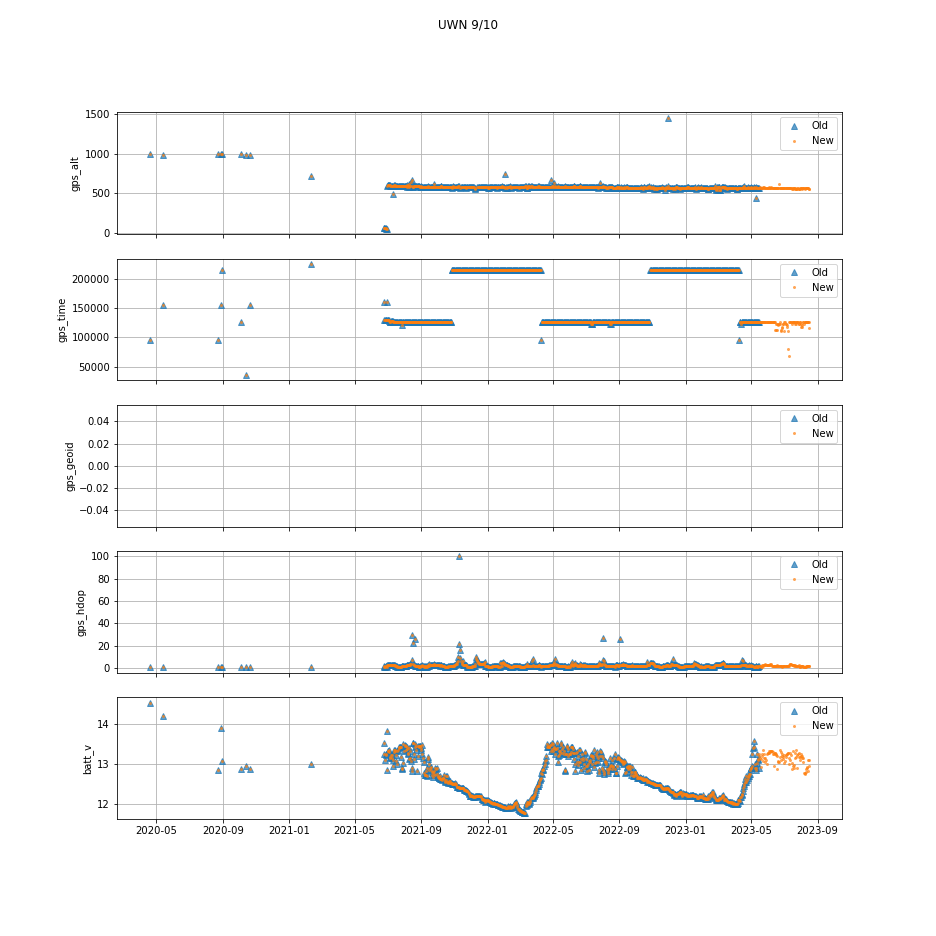 UWN 9/10
gps_alt
1500
1000
500
0
Old
New
gps_time
200000
150000
100000
50000
Old
New
gps_geoid
0.04
0.02
0.00
−0.02
−0.04
Old
New
gps_hdop
100
80
60
40
20
0
Old
New
batt_v
14
13
12
Old
New
2020-05 2020-09 2021-01 2021-05 2021-09 2022-01 2022-05 2022-09 2023-01 2023-05 2023-09